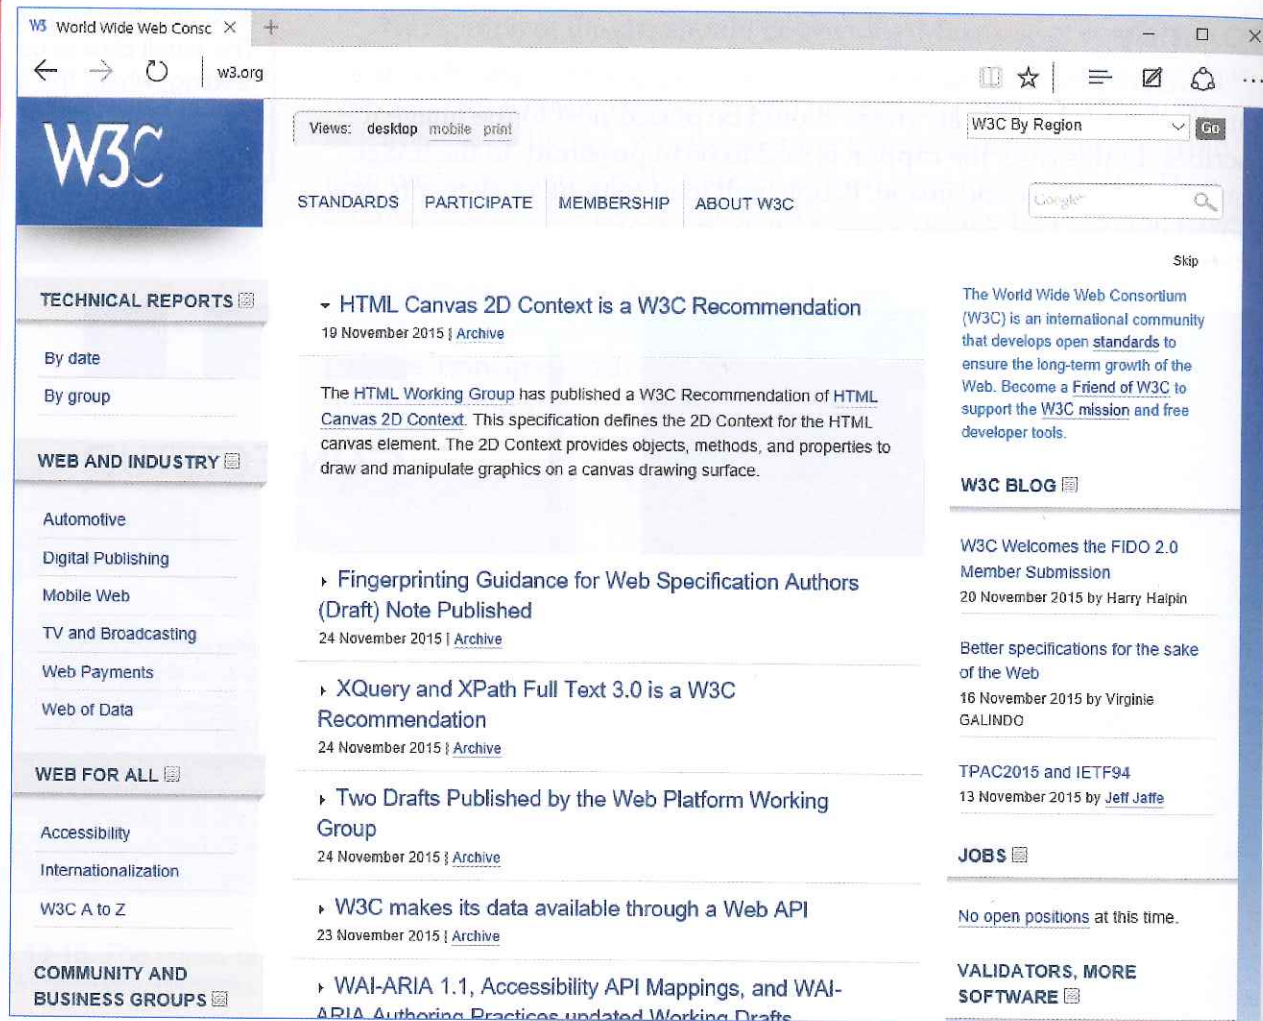 W3 World Wide Web Consc
w3.org
W3C
Views: desktop mobile print
W3C By Region
Go
STANDARDS PARTICIPATE MEMBERSHIP ABOUT W3C
Google
Skip
TECHNICAL REPORTS
By date
By group
WEB AND INDUSTRY
Automotive
Digital Publishing
Mobile Web
TV and Broadcasting
Web Payments
Web of Data
WEB FOR ALL
Accessibility
Internationalization
W3C A to Z
COMMUNITY AND
BUSINESS GROUPS
HTML Canvas 2D Context is a W3C Recommendation
19 November 2015 | Archive
The HTML Working Group has published a W3C Recommendation of HTML
Canvas 2D Context. This specification defines the 2D Context for the HTML
canvas element. The 2D Context provides objects, methods, and properties to
draw and manipulate graphics on a canvas drawing surface.
Fingerprinting Guidance for Web Specification Authors
(Draft) Note Published
24 November 2015 | Archive
XQuery and XPath Full Text 3.0 is a W3C
Recommendation
24 November 2015 | Archive
Two Drafts Published by the Web Platform Working
Group
24 November 2015 | Archive
W3C makes its data available through a Web API
23 November 2015 | Archive
WAI-ARIA 1.1, Accessibility API Mappings, and WAI-
ARIA Authoring Practices updated Working Drafts
The World Wide Web Consortium
(W3C) is an international community
that develops open standards to
ensure the long-term growth of the
Web. Become a Friend of W3C to
support the W3C mission and free
developer tools.
W3C BLOG
W3C Welcomes the FIDO 2.0
Member Submission
20 November 2015 by Harry Halpin
Better specifications for the sake
of the Web
16 November 2015 by Virginie
GALINDO
TPAC2015 and IETF94
13 November 2015 by Jeff Jaffe
JOBS
No open positions at this time.
VALIDATORS, MORE
SOFTWARE